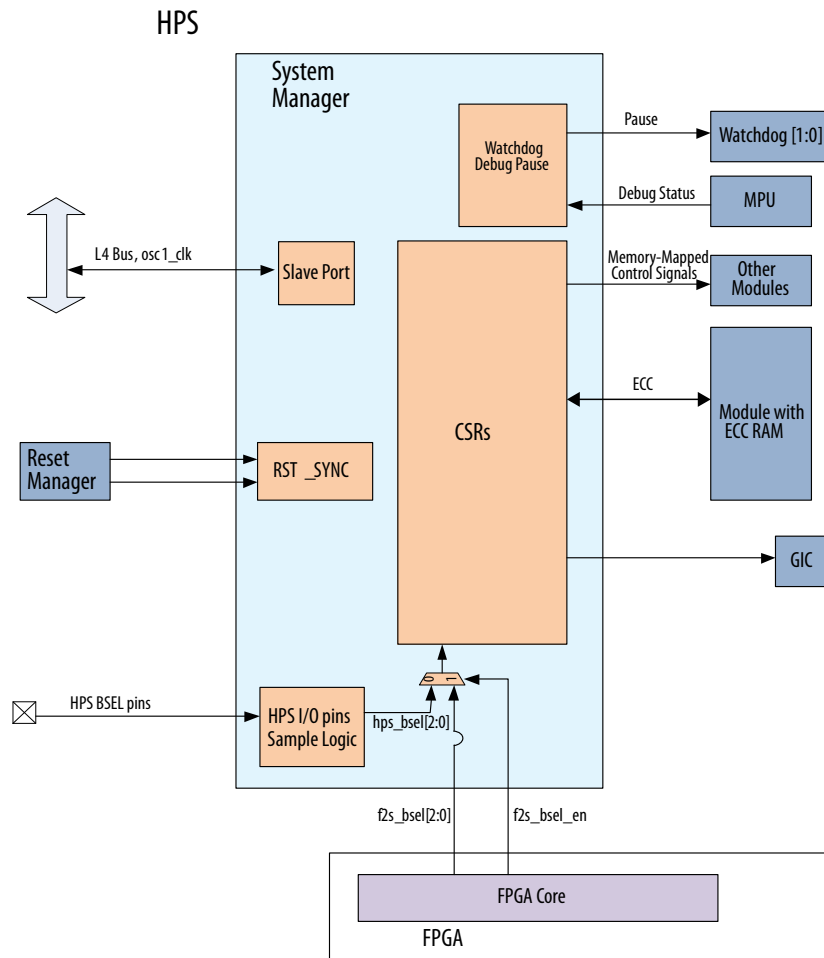 HPS
System
Manager
Watchdog
Debug Pause
Pause
Watchdog [1:0]
Debug Status
MPU
L4 Bus, osc1_clk
Slave Port
Memory-Mapped
Control Signals
Other
Modules
ECC
Module with
ECC RAM
CSRs
Reset
Manager
RST _SYNC
GIC
0 1
HPS BSEL pins
HPS I/O pins
Sample Logic
hps_bsel[2:0]
f2s_bsel[2:0]
f2s_bsel_en
FPGA Core
FPGA